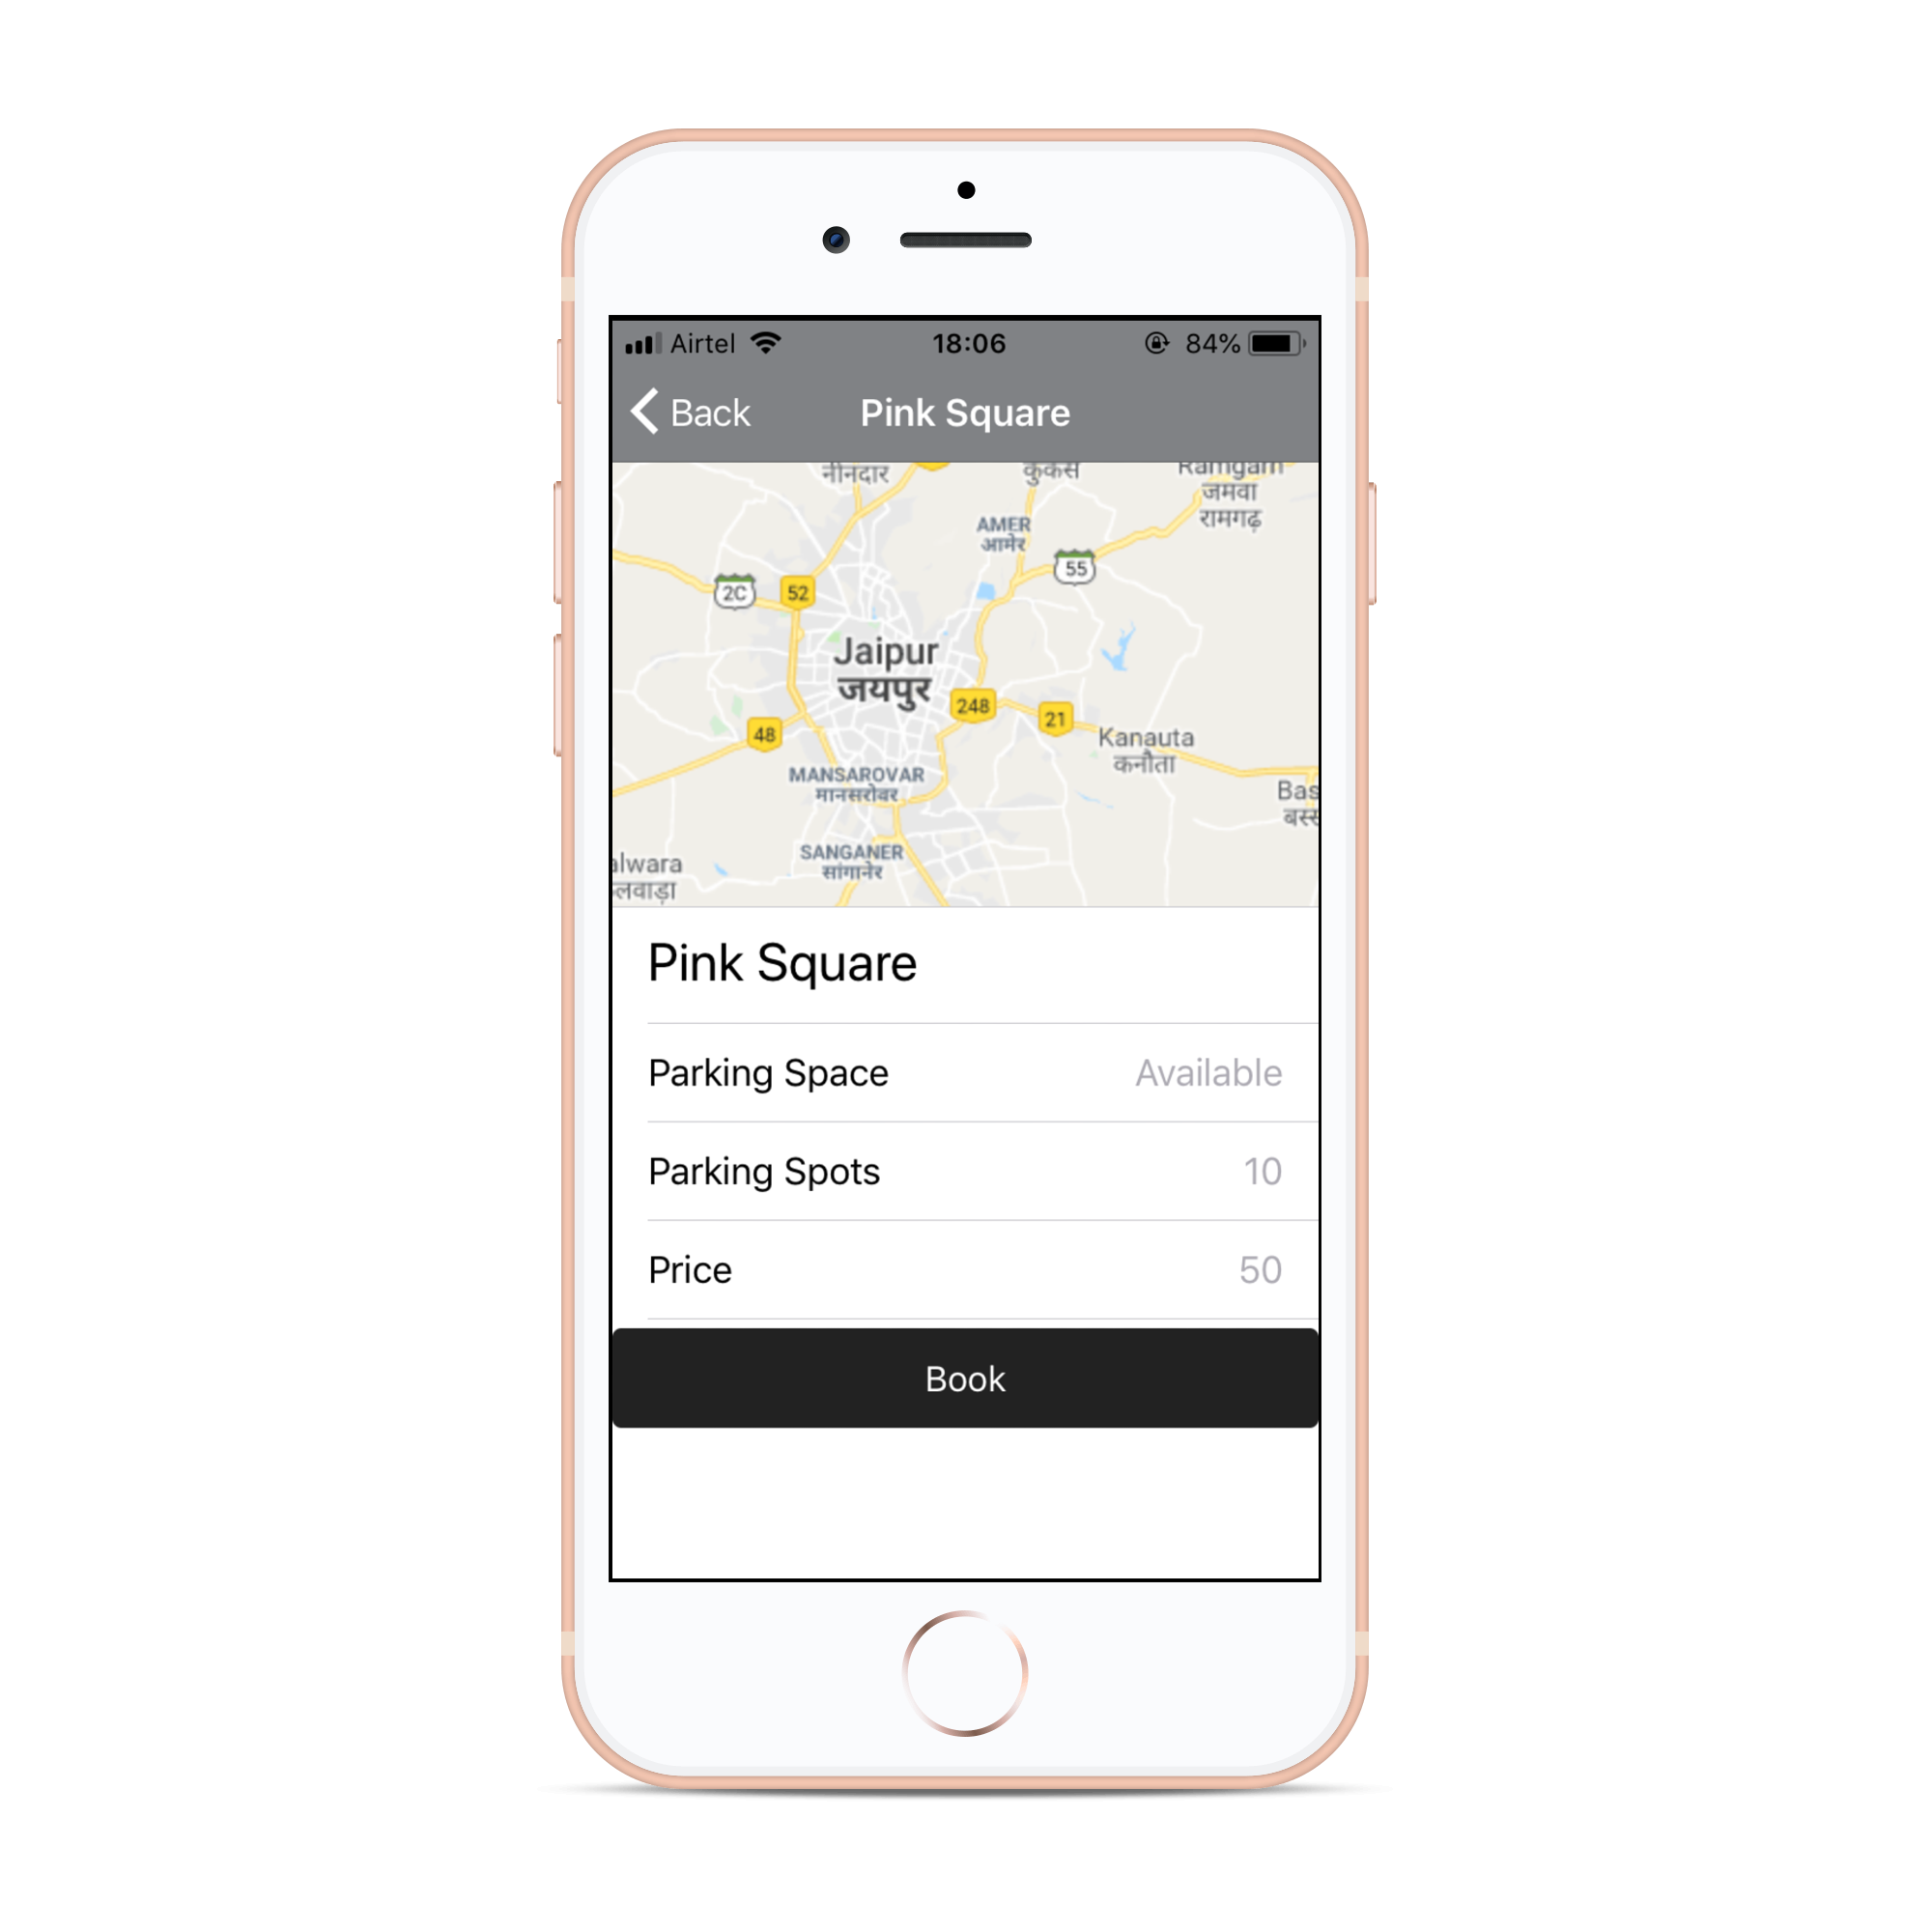 Airtel 18:06 84%
Back Pink Square
नीनदार
कुकस
Ramgarh
जमवा
रामगढ़
AMER
आमेर
55
2C
52
Jaipur
जयपुर
248
21
48
Kanauta
कनौता
MANSAROVAR
मानसरोवर
Bas
बस्स
SANGANER
सांगानेर
alwara
लवाड़ा
Pink Square
Parking Space Available
Parking Spots 10
Price 50
Book